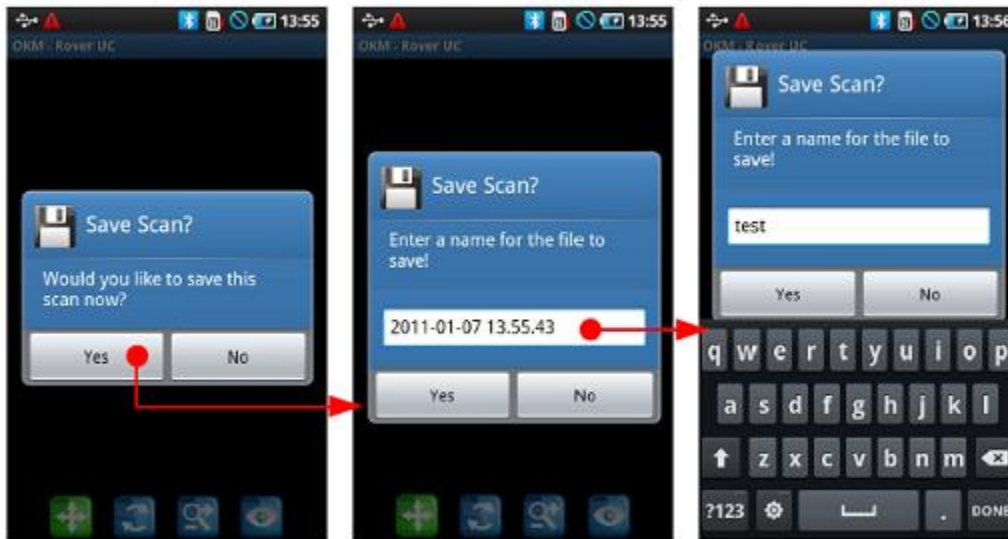 13:55
OKM - Rover UC
Save Scan?
Would you like to save this
scan now?
Yes
No
13:55
OKM - Rover UC
Save Scan?
Enter a name for the file to
save!
2011-01-07 13.55.43
Yes
No
13:56
OKM - Rover UC
Save Scan?
Enter a name for the file to
save!
test
Yes
No
q w e r t y u i o p
a s d f g h j k l
z x c v b n m
?123 . DONE